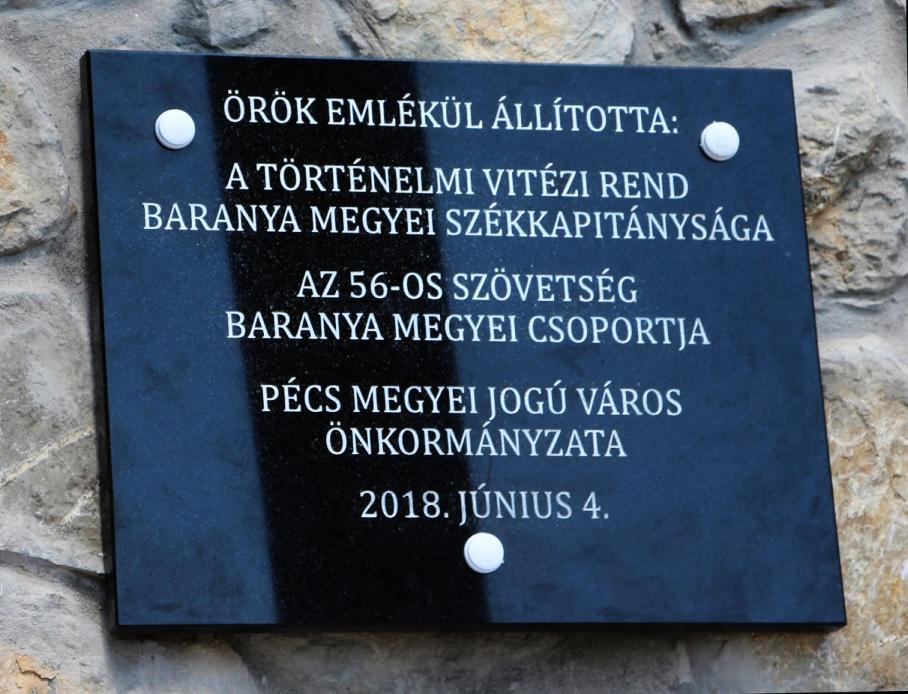 ÖRÖK EMLÉKÜL ÁLLÍTOTTA:
A TÖRTÉNELMI VITÉZI REND
BARANYA MEGYEI SZÉKKAPITÁNYSÁGA
AZ 56-OS SZÖVETSÉG
BARANYA MEGYEI CSOPORTJA
PÉCS MEGYEI JOGÚ VÁROS
ÖNKORMÁNYZATA
2018. JÚNIUS 4.